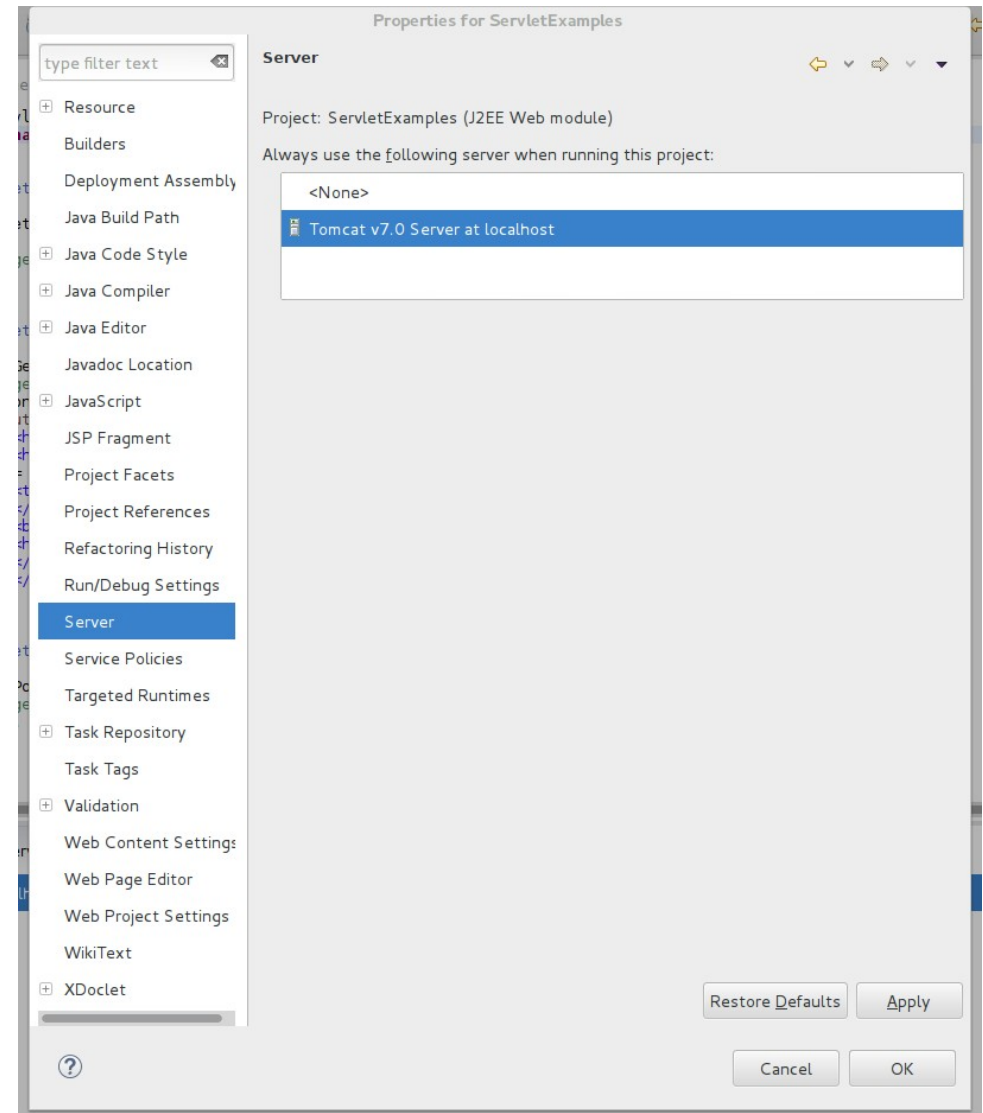 Properties for ServletExamples
type filter text
Resource
Builders
Deployment Assembly
Java Build Path
Java Code Style
Java Compiler
Java Editor
Javadoc Location
JavaScript
JSP Fragment
Project Facets
Project References
Refactoring History
Run/Debug Settings
Server
Service Policies
Targeted Runtimes
Task Repository
Task Tags
Validation
Web Content Settings
Web Page Editor
Web Project Settings
WikiText
XDoclet
Server
Project: ServletExamples (J2EE Web module)
Always use the following server when running this project:
<None>
Tomcat v7.0 Server at localhost
Restore Defaults
Apply
Cancel
OK